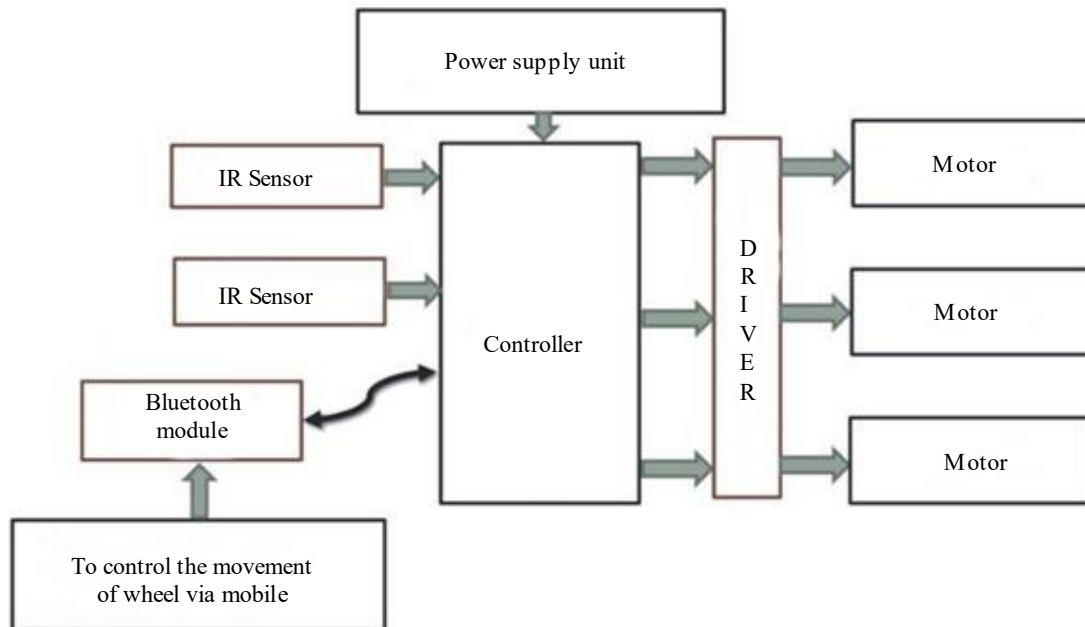 Power supply unit
IR Sensor
Motor
IR Sensor
Motor
Controller
D
R
I
V
E
R
Bluetooth
module
Motor
To control the movement
of wheel via mobile